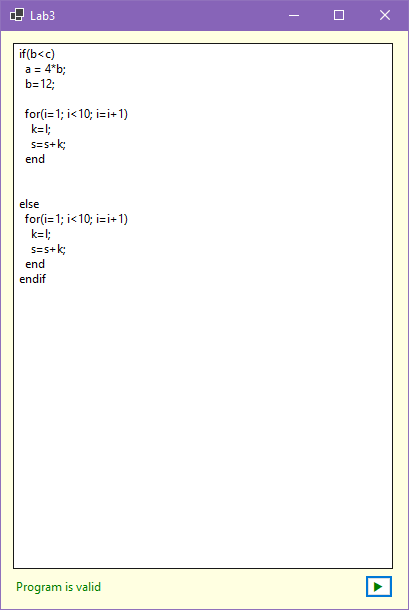 Lab3
if(b<c)
a = 4*b;
b=12;
for(i=1; i<10; i=i+1)
k=l;
s=s+k;
end
else
for(i=1; i<10; i=i+1)
k=l;
s=s+k;
end
endif
Program is valid